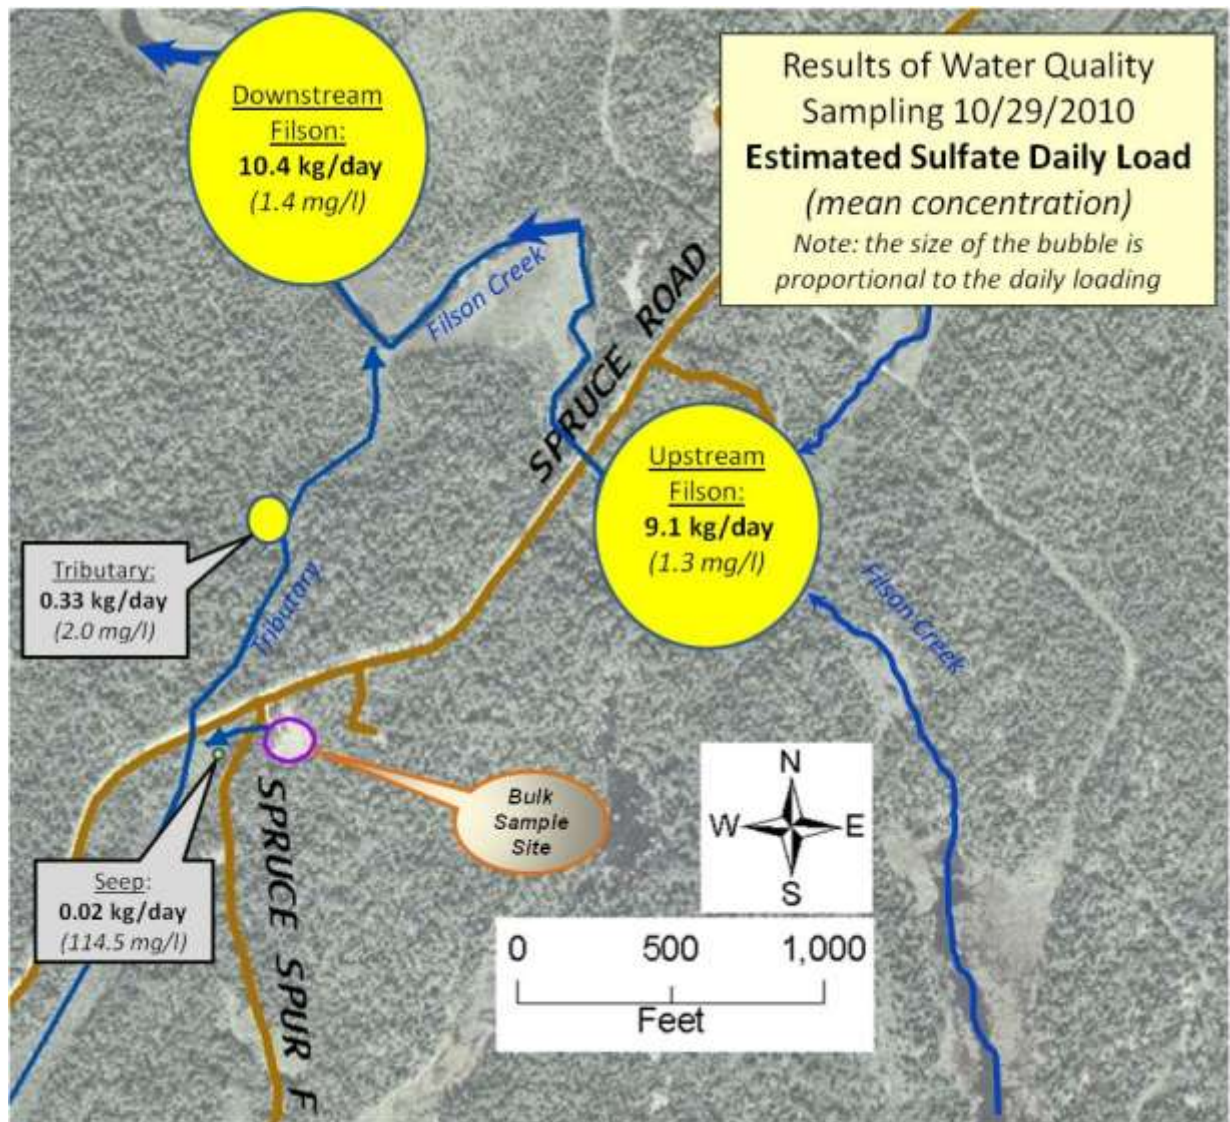 Results of Water Quality
Sampling 10/29/2010
Estimated Sulfate Daily Load
(mean concentration)
Note: the size of the bubble is
proportional to the daily loading
Downstream
Filson:
10.4 kg/day
(1.4 mg/l)
Filson Creek
SPRUCE ROAD
Upstream
Filson:
9.1 kg/day
(1.3 mg/l)
Filson Creek
Tributary:
0.33 kg/day
(2.0 mg/l)
Tributary
Bulk
Sample
Site
Seep:
0.02 kg/day
(114.5 mg/l)
SPRUCE SPUR F
N
W E
S
0 500 1,000
Feet